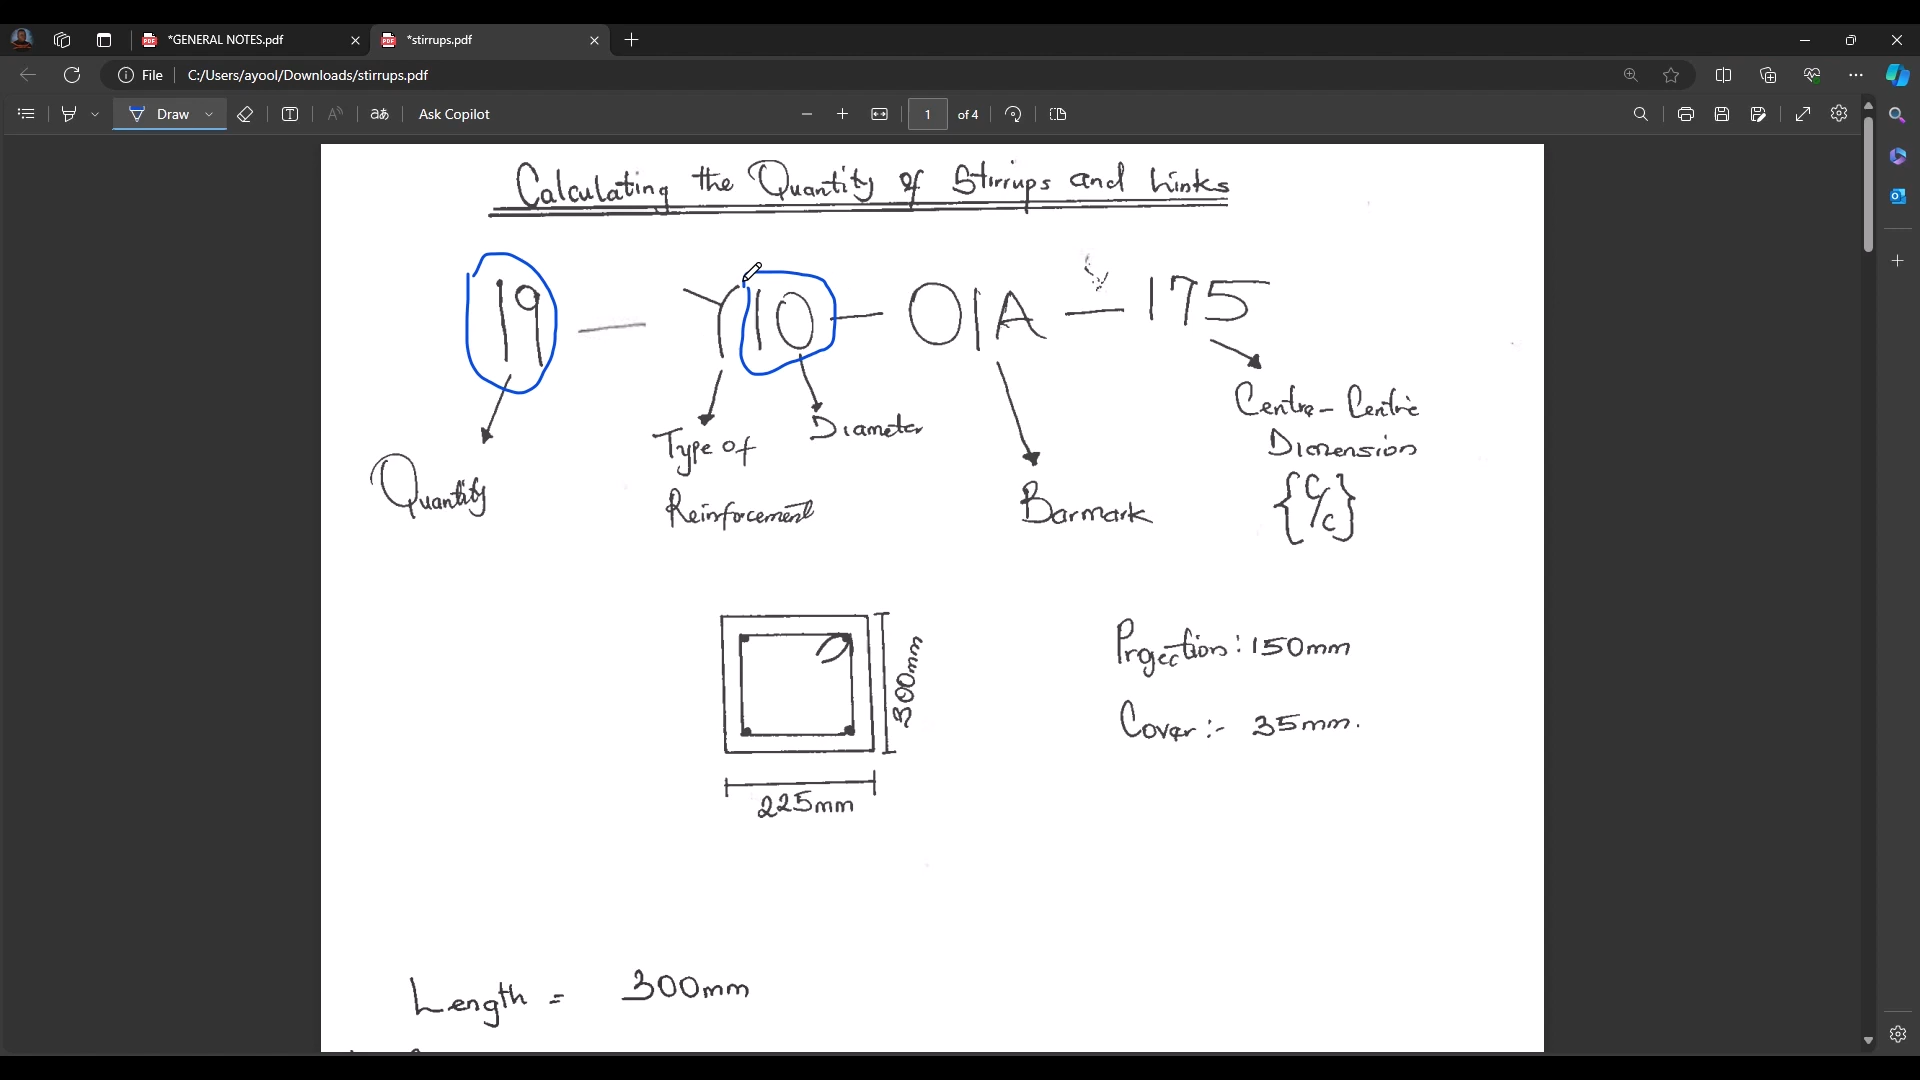 *GENERAL NOTES.pdf
*stirrups.pdf
File
C:/Users/ayool/Downloads/stirrups.pdf
Draw
aあ
Ask Copilot
1
of 4
Calculating the Quantity of Stirrups and Links
19 — Y10 — 01A — 175
Quantity
Type of
Reinforcement
Diameter
Barmark
Centre - Centre
Dimension
{C/C}
300mm
225mm
Projection: 150mm
Cover :- 35mm.
Length = 300mm